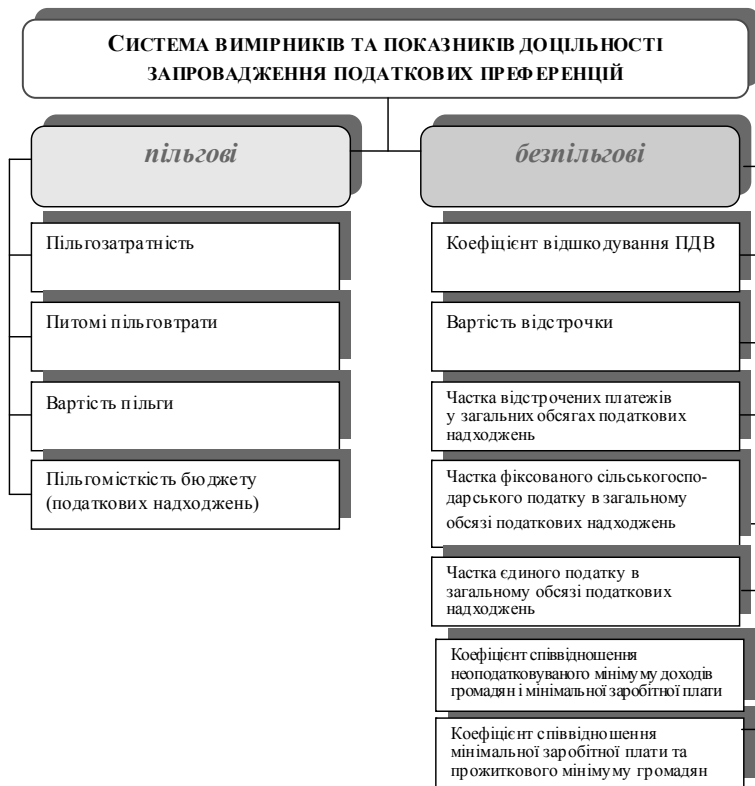 СИСТЕМА ВИМІРНИКІВ ТА ПОКАЗНИКІВ ДОЦІЛЬНОСТІ
ЗАПРОВАДЖЕННЯ ПОДАТКОВИХ ПРЕФЕРЕНЦІЙ
пільгові
Пільгозатратність
Питомі пільговтрати
Вартість пільги
Пільгомісткість бюджету
(податкових надходжень)
безпільгові
Коефіцієнт відшкодування ПДВ
Вартість відстрочки
Частка відстрочених платежів
у загальних обсягах податкових
надходжень
Частка фіксованого сільськогоспо-
дарського податку в загальному
обсязі податкових надходжень
Частка єдиного податку в
загальному обсязі податкових
надходжень
Коефіцієнт співвідношення
неоподатковуваного мінімуму доходів
громадян і мінімальної заробітної плати
Коефіцієнт співвідношення
мінімальної заробітної плати та
прожиткового мінімуму громадян